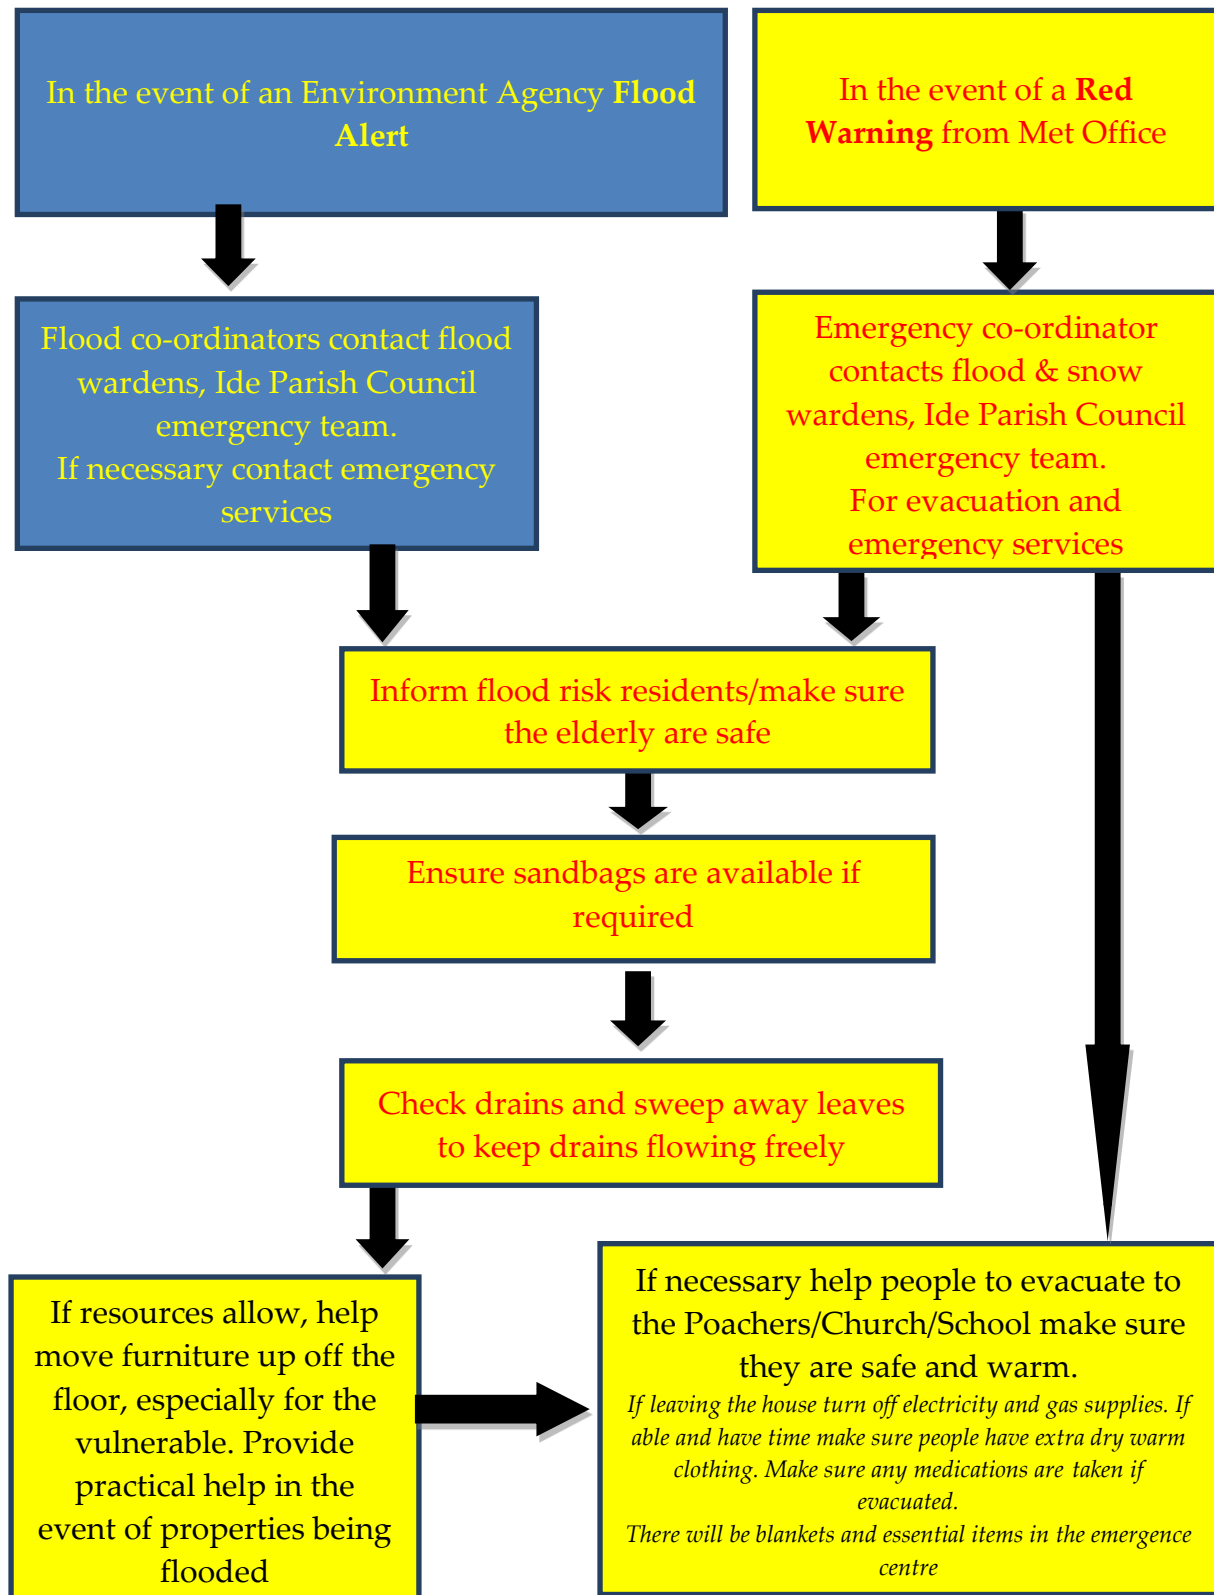 In the event of an Environment Agency Flood
Alert
In the event of a Red
Warning from Met Office
Flood co-ordinators contact flood
wardens, Ide Parish Council
emergency team.
If necessary contact emergency
services
Emergency co-ordinator
contacts flood & snow
wardens, Ide Parish Council
emergency team.
For evacuation and
emergency services
Inform flood risk residents/make sure
the elderly are safe
Ensure sandbags are available if
required
Check drains and sweep away leaves
to keep drains flowing freely
If resources allow, help
move furniture up off the
floor, especially for the
vulnerable. Provide
practical help in the
event of properties being
flooded
If necessary help people to evacuate to
the Poachers/Church/School make sure
they are safe and warm.
If leaving the house turn off electricity and gas supplies. If
able and have time make sure people have extra dry warm
clothing. Make sure any medications are taken if
evacuated.
There will be blankets and essential items in the emergence
centre